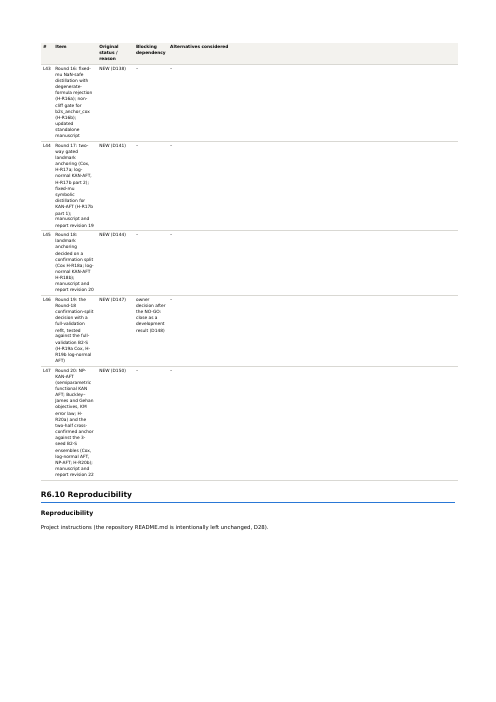 # Item Original status / reason Blocking dependency Alternatives considered
L43 Round 16: fixed- NEW (D138) – –
mu NaN-safe
distillation with
degenerate-
formula rejection
(H-R16a); non-
cliff gate for
b2s_anchor_cox
(H-R16b);
updated
standalone
manuscript
L44 Round 17: two- NEW (D141) – –
way gated
landmark
anchoring (Cox,
H-R17a; log-
normal KAN-AFT,
H-R17b part 2);
fixed-mu
symbolic
distillation for
KAN-AFT (H-R17b
part 1);
manuscript and
report revision 19
L45 Round 18: NEW (D144) – –
landmark
anchoring
decided on a
confirmation split
(Cox H-R18a; log-
normal KAN-AFT
H-R18b);
manuscript and
report revision 20
L46 Round 19: the NEW (D147) owner –
Round-18 decision after
confirmation-split the NO-GO:
decision with a close as a
full-validation development
refit, tested result (D148)
against the full-
validation B2-S
(H-R19a Cox, H-
R19b log-normal
AFT)
L47 Round 20: NP- NEW (D150) – –
KAN-AFT
(semiparametric
functional KAN
AFT; Buckley-
James and Gehan
objectives, KM
error law; H-
R20a) and the
two-half cross-
confirmed anchor
against the 3-
seed B2-S
ensembles (Cox,
log-normal AFT,
NP-AFT; H-R20b);
manuscript and
report revision 22
R6.10 Reproducibility
Reproducibility
Project instructions (the repository README.md is intentionally left unchanged, D28).